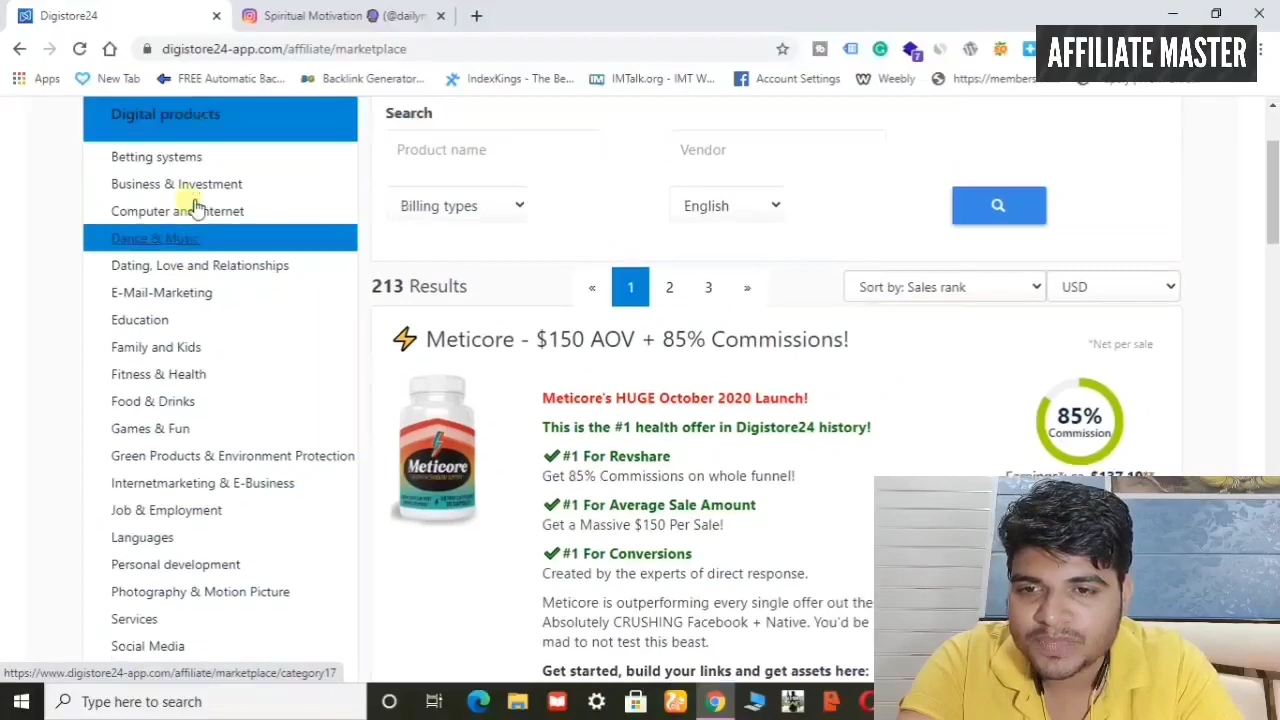 Digistore24
Spiritual Motivation
(@dailym
AFFILIATE MASTER
digistore24-app.com/affiliate/marketplace
7
Apps
New Tab
FREE Automatic Bac...
Backlink Generator...
IndexKings - The Be...
IMTalk.org - IMT W...
Account Settings
Weebly
https://members
Digital products
Betting systems
Business & Investment
Computer and Internet
Dance & Music
Dating, Love and Relationships
E-Mail-Marketing
Education
Family and Kids
Fitness & Health
Food & Drinks
Games & Fun
Green Products & Environment Protection
Internetmarketing & E-Business
Job & Employment
Languages
Personal development
Photography & Motion Picture
Services
Social Media
Search
Product name
Vendor
Billing types
English
213 Results
« 1 2 3 »
Sort by: Sales rank
USD
Meticore - $150 AOV + 85% Commissions!
*Net per sale
Meticore
Meticore's HUGE October 2020 Launch!
This is the #1 health offer in Digistore24 history!
#1 For Revshare
Get 85% Commissions on whole funnel!
#1 For Average Sale Amount
Get a Massive $150 Per Sale!
#1 For Conversions
Created by the experts of direct response.
Meticore is outperforming every single offer out the
Absolutely CRUSHING Facebook + Native. You'd be
mad to not test this beast.
Get started, build your links and get assets here:
85%
Commission
https://www.digistore24-app.com/affiliate/marketplace/category17
Type here to search